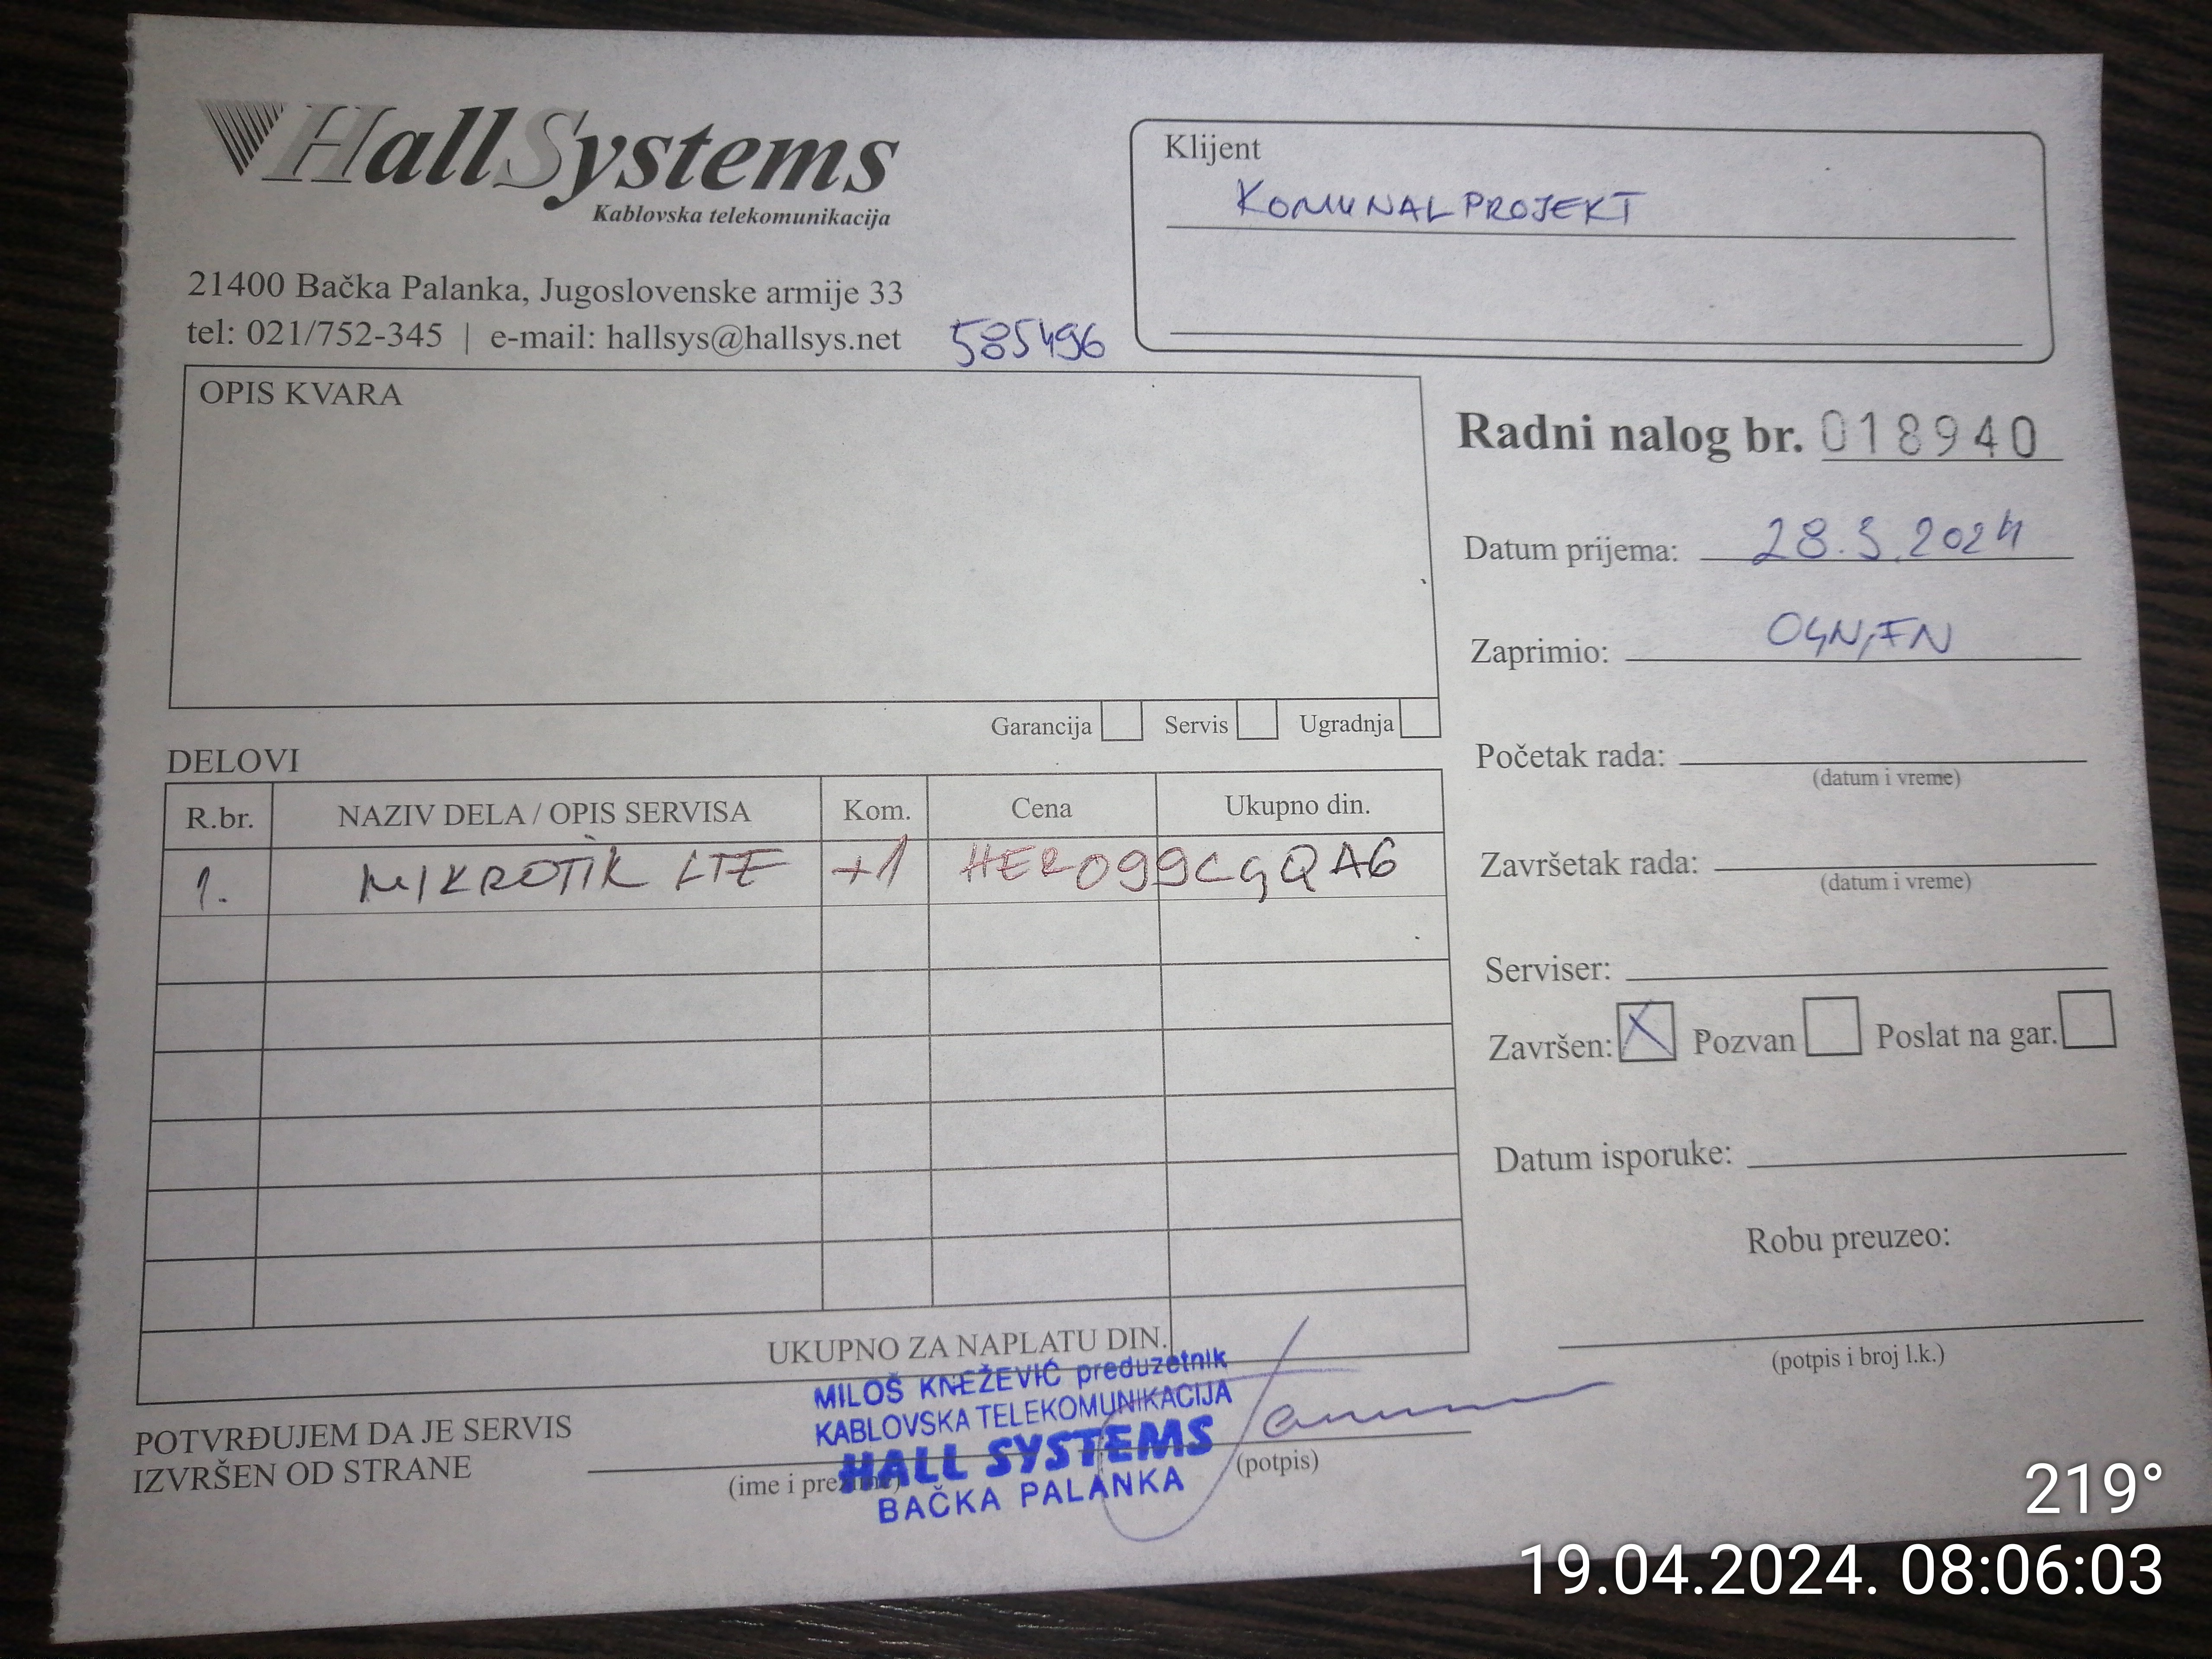 HallSystems
Kablovska telekomunikacija
21400 Bačka Palanka, Jugoslovenske armije 33
tel: 021/752-345 | e-mail: hallsys@hallsys.net
585496
Klijent
KOMUNALPROJEKT
OPIS KVARA
Garancija Servis Ugradnja
Radni nalog br. 018940
Datum prijema: 28.3.2024
Zaprimio:
Početak rada:
(datum i vreme)
Završetak rada:
(datum i vreme)
Serviser:
Završen: X Pozvan Poslat na gar.
Datum isporuke:
Robu preuzeo:
(potpis i broj l.k.)
DELOVI
R.br. NAZIV DELA / OPIS SERVISA Kom. Cena Ukupno din.
1. MIKROTIK LTE +1 HER099CGQA6
UKUPNO ZA NAPLATU DIN.
MILOŠ KNEŽEVIĆ preduzetnik
KABLOVSKA TELEKOMUNIKACIJA
HALL SYSTEMS
BAČKA PALANKA
POTVRĐUJEM DA JE SERVIS
IZVRŠEN OD STRANE
(ime i prezime) (potpis)
219°
19.04.2024. 08:06:03